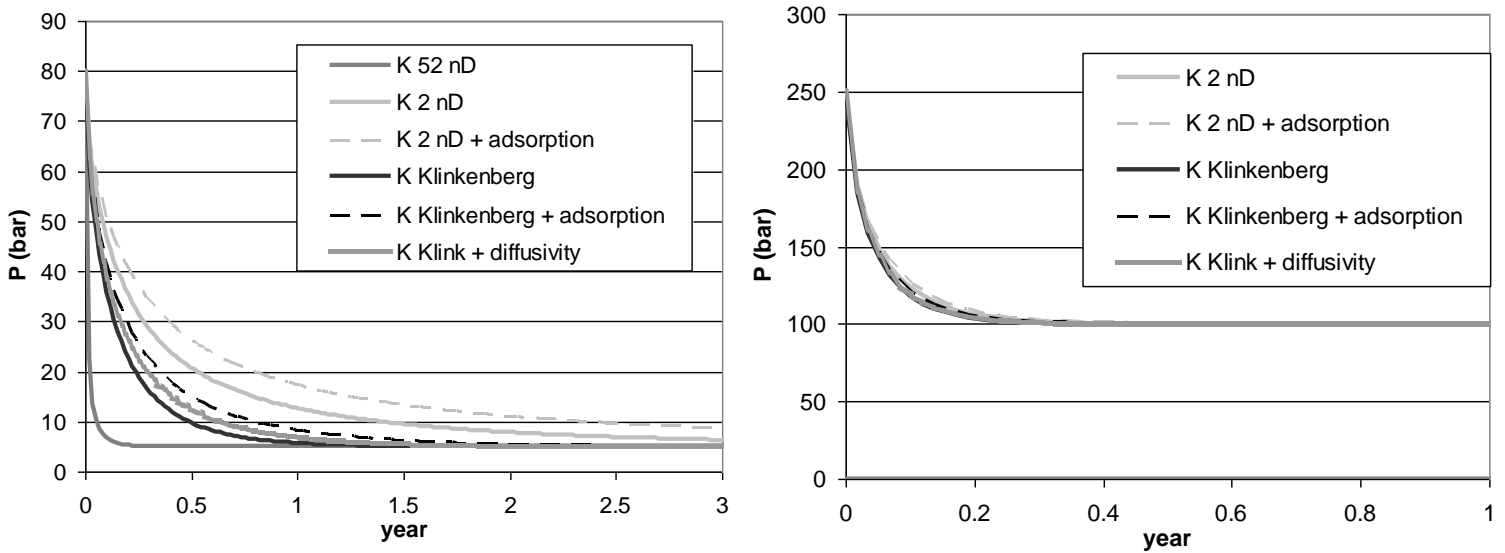 90
80
70
60
50
40
30
20
10
0
P (bar)
K 52 nD
K 2 nD
K 2 nD + adsorption
K Klinkenberg
K Klinkenberg + adsorption
K Klink + diffusivity
0 0.5 1 1.5 2 2.5 3
year
300
250
200
150
100
50
0
P (bar)
K 2 nD
K 2 nD + adsorption
K Klinkenberg
K Klinkenberg + adsorption
K Klink + diffusivity
0 0.2 0.4 0.6 0.8 1
year